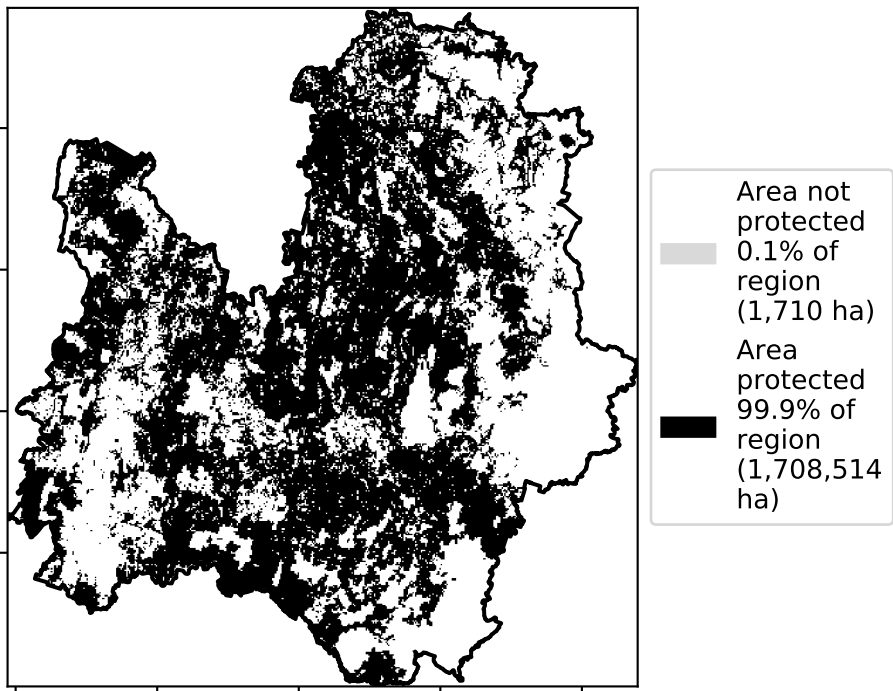 Area not
protected
0.1% of
region
(1,710 ha)
Area
protected
99.9% of
region
(1,708,514
ha)